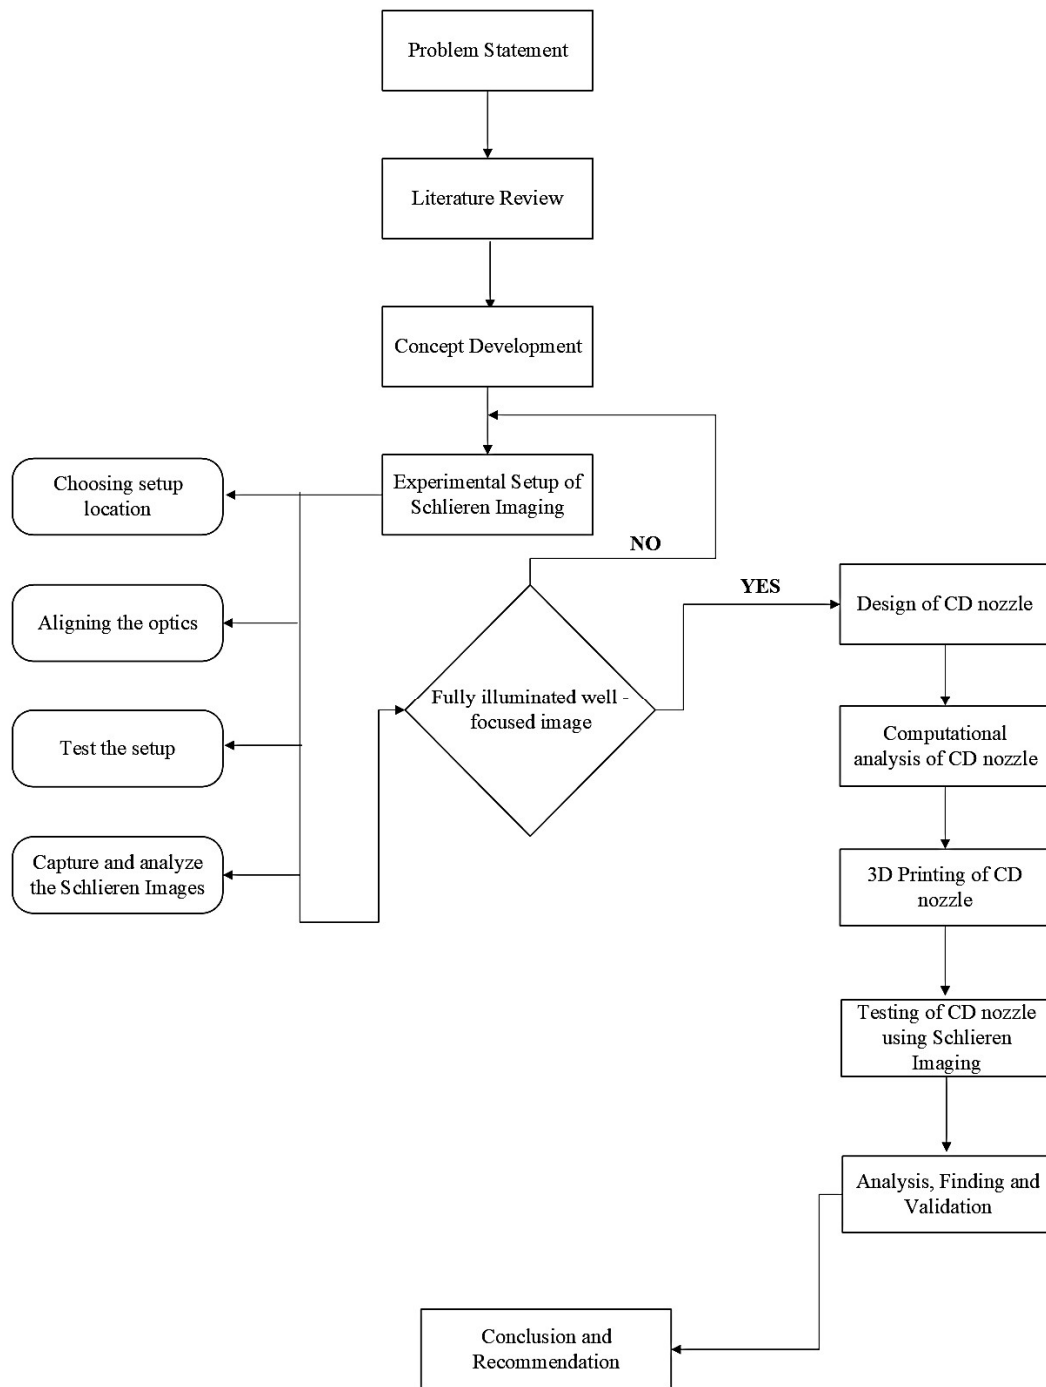 Problem Statement
Literature Review
Concept Development
Experimental Setup of
Schlieren Imaging
Choosing setup
location
Aligning the optics
Test the setup
Capture and analyze
the Schlieren Images
NO
Fully illuminated well -
focused image
YES
Design of CD nozzle
Computational
analysis of CD nozzle
3D Printing of CD
nozzle
Testing of CD nozzle
using Schlieren
Imaging
Analysis, Finding and
Validation
Conclusion and
Recommendation